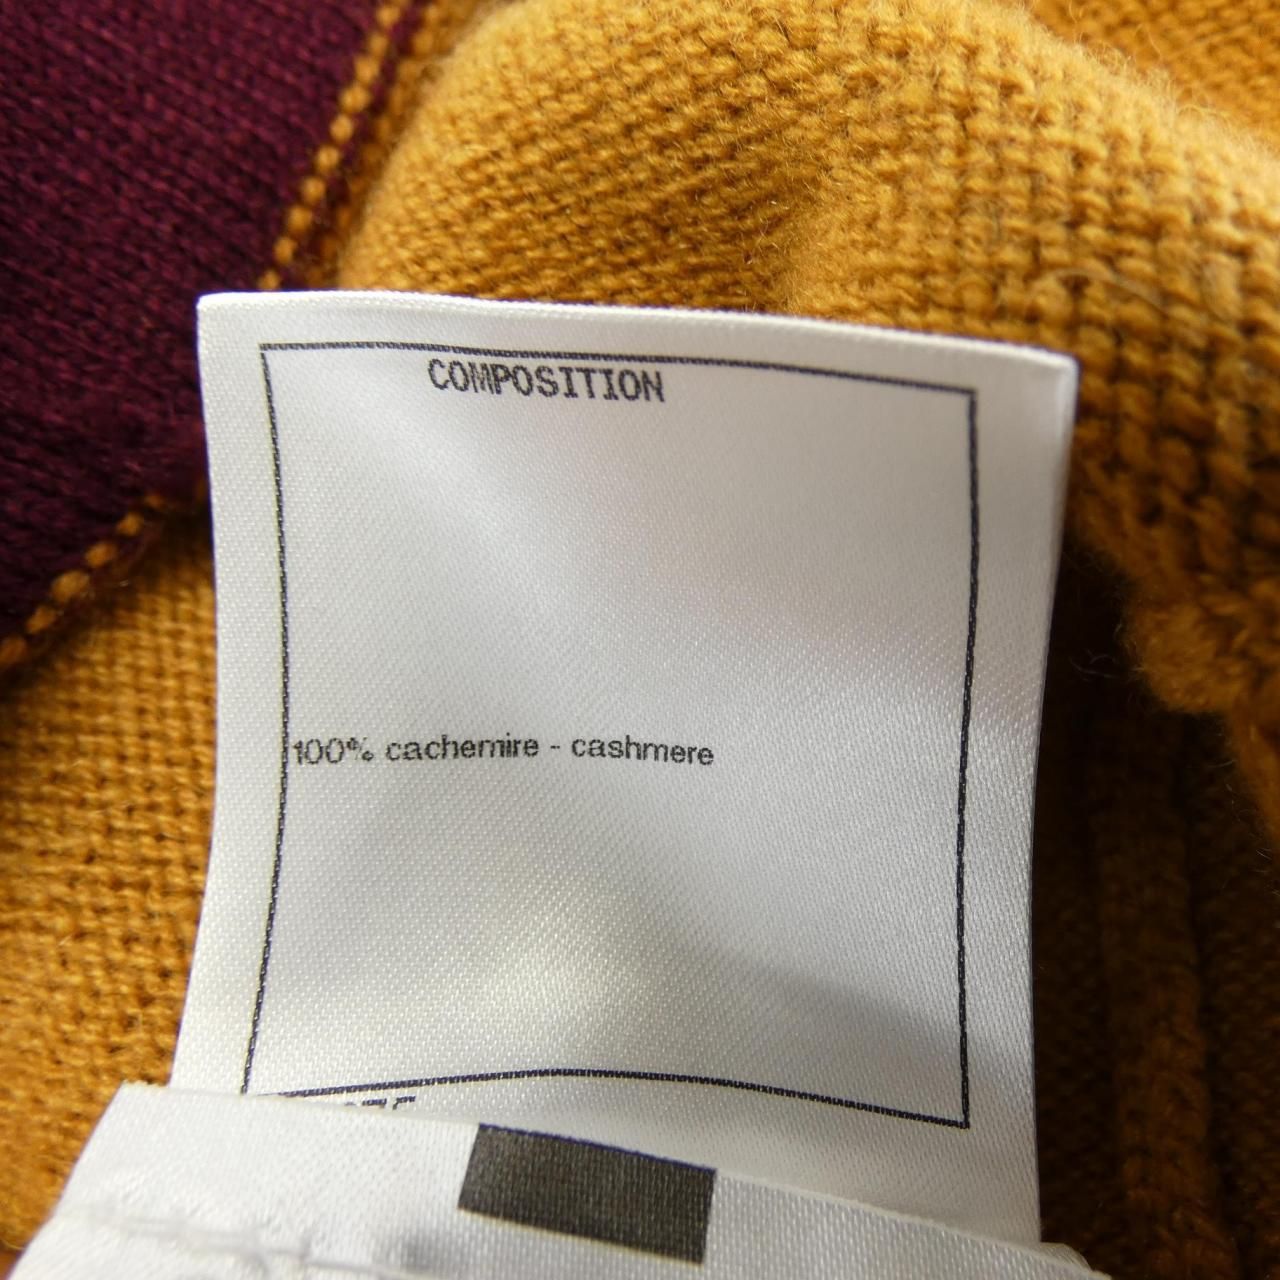 COMPOSITION
100% cachemire - cashmere